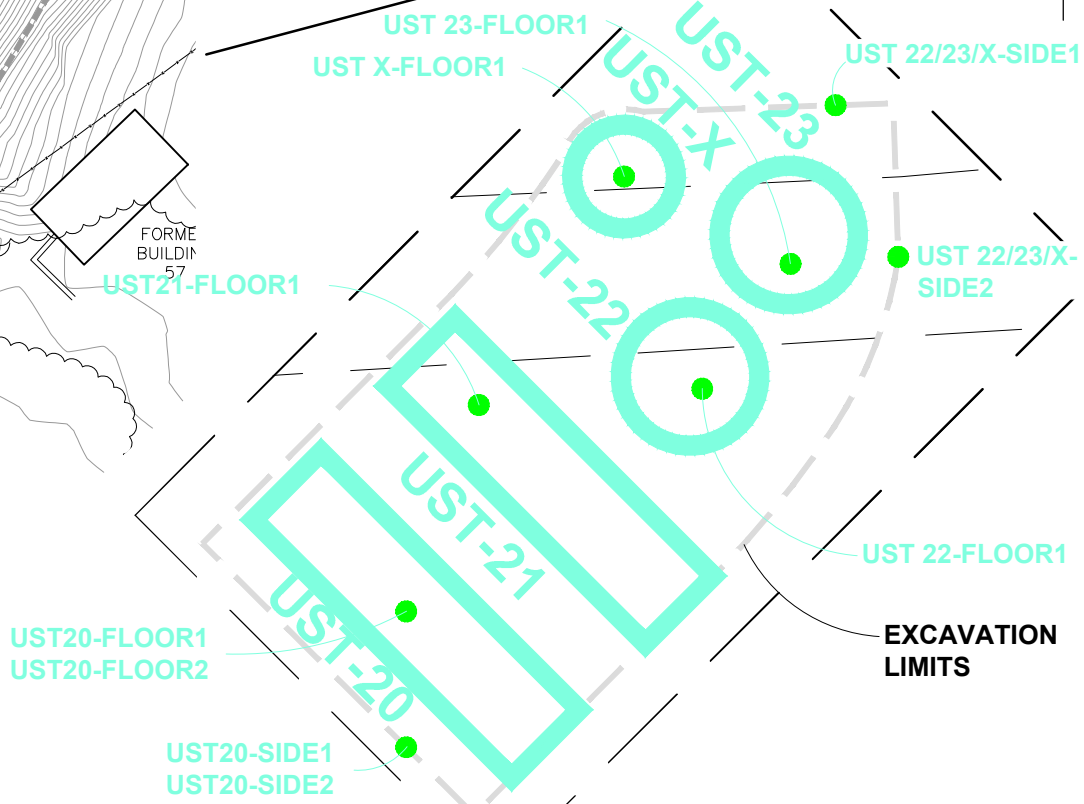 UST 23-FLOOR1
UST X-FLOOR1
UST-X
UST-23
UST 22/23/X-SIDE1
FORME
BUILDIN
57
UST21-FLOOR1
UST-22
UST 22/23/X-
SIDE2
UST-21
UST 22-FLOOR1
UST-20
UST20-FLOOR1
UST20-FLOOR2
EXCAVATION
LIMITS
UST20-SIDE1
UST20-SIDE2